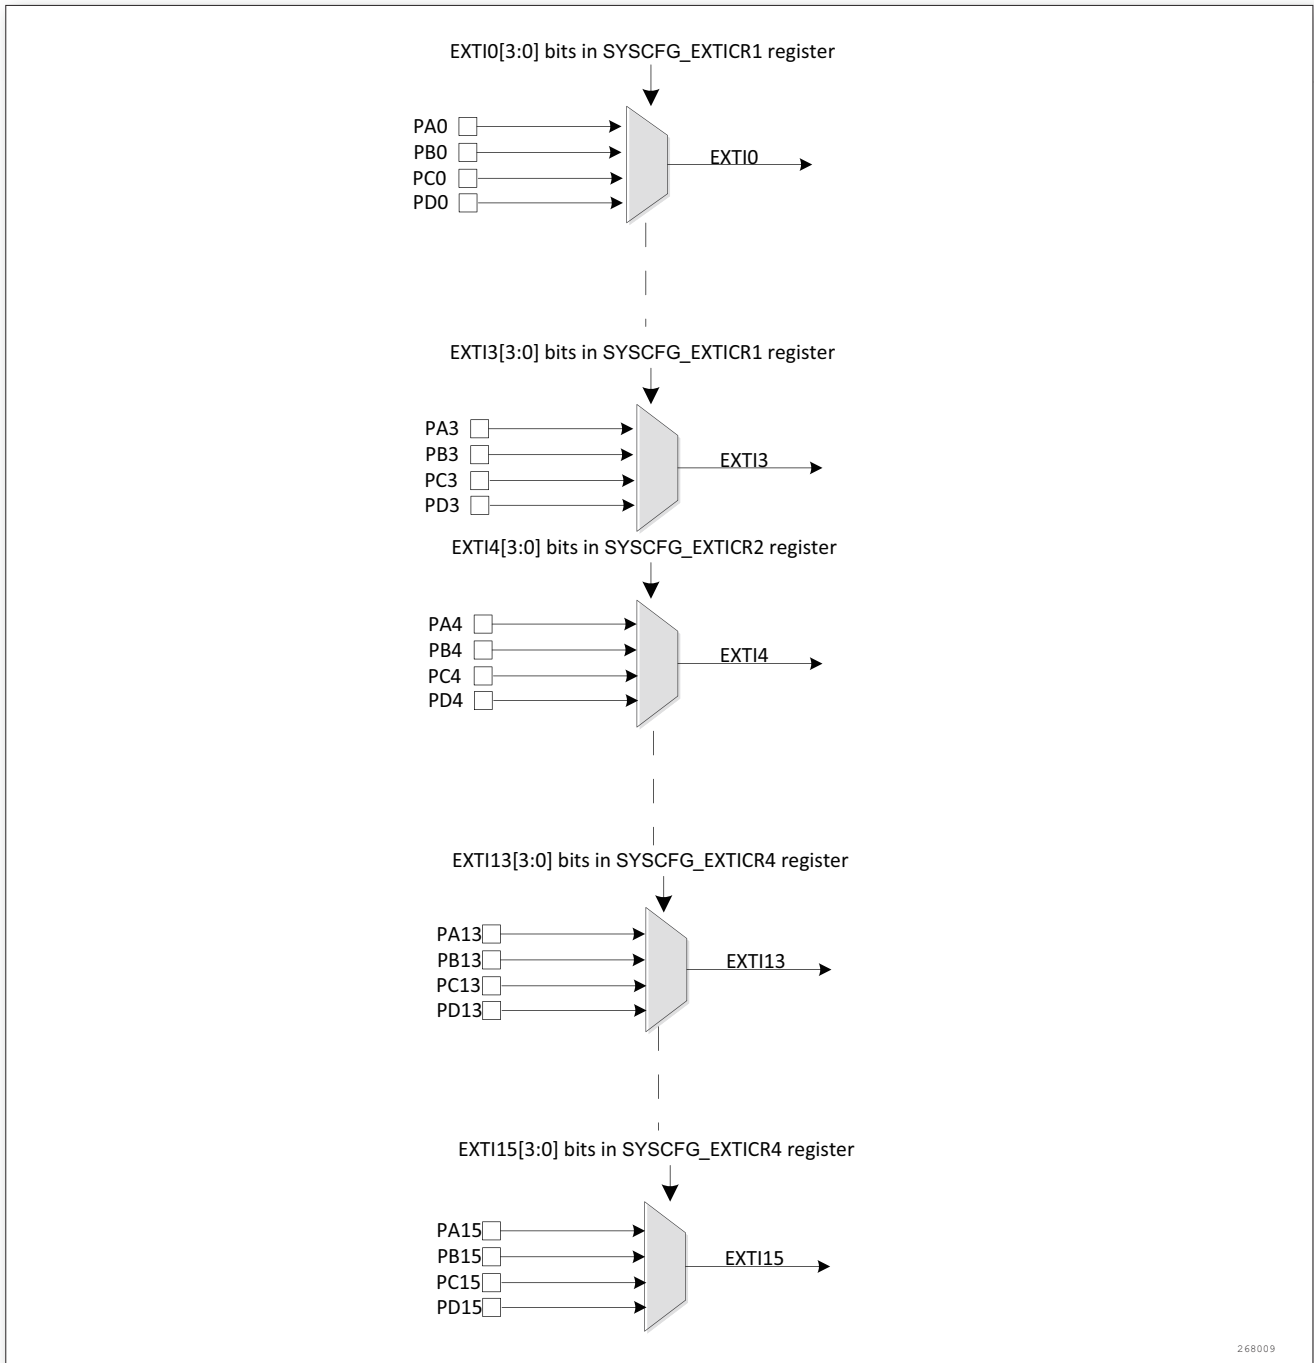 EXTI0[3:0] bits in SYSCFG_EXTICR1 register
PA0
PB0
EXTI0
PC0
PD0
EXTI3[3:0] bits in SYSCFG_EXTICR1 register
PA3
PB3
EXTI3
PC3
PD3
EXTI4[3:0] bits in SYSCFG_EXTICR2 register
PA4
PB4
EXTI4
PC4
PD4
EXTI13[3:0] bits in SYSCFG_EXTICR4 register
PA13
PB13
EXTI13
PC13
PD13
EXTI15[3:0] bits in SYSCFG_EXTICR4 register
PA15
PB15
EXTI15
PC15
PD15
268009